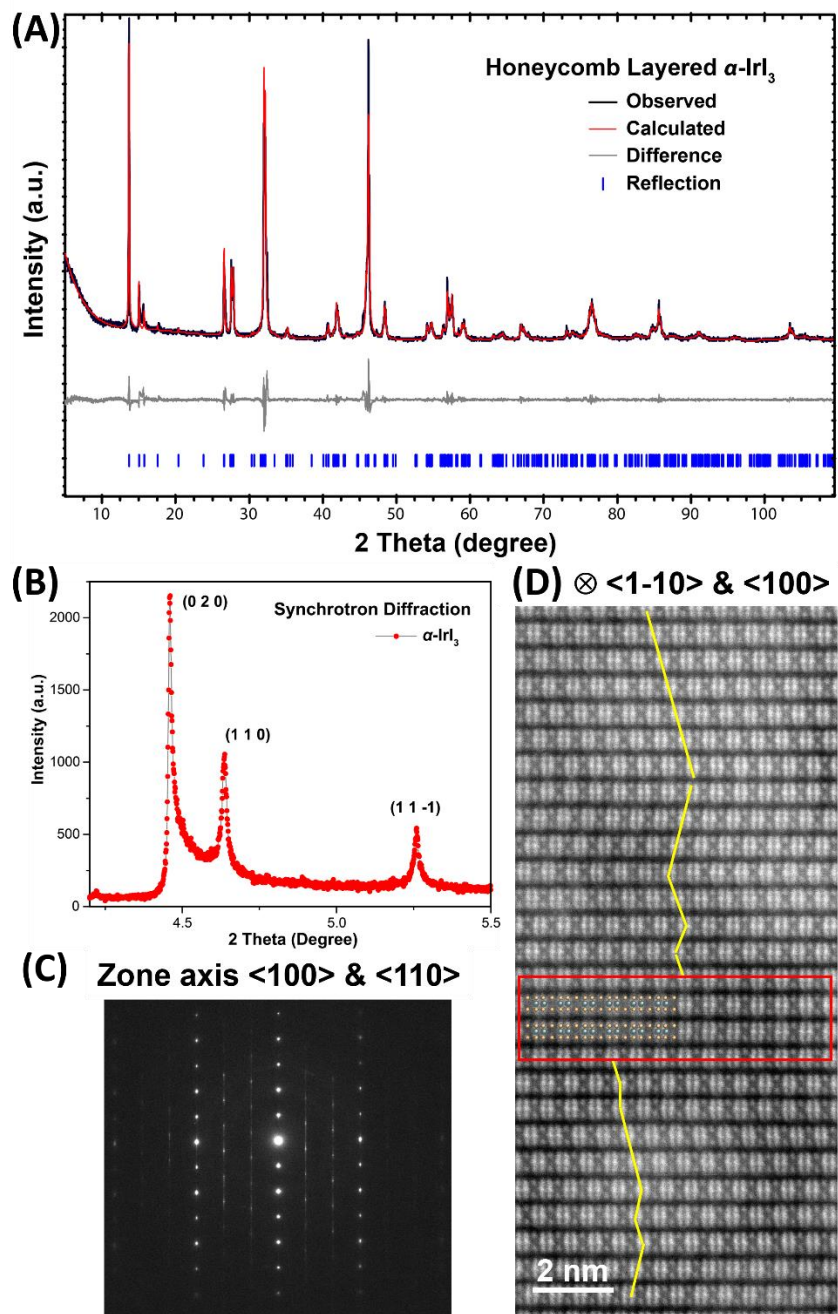 (A)
Honeycomb Layered α-IrI₃
Observed
Calculated
Difference
Reflection
Intensity (a.u.)
10 20 30 40 50 60 70 80 90 100
2 Theta (degree)
(B)
(0 2 0)
Synchrotron Diffraction
α-IrI₃
(1 1 0)
(1 1 -1)
Intensity (a.u.)
2000
1500
1000
500
0
4.5 5.0 5.5
2 Theta (Degree)
(C)
Zone axis <100> & <110>
(D) ⊗ <1-10> & <100>
2 nm